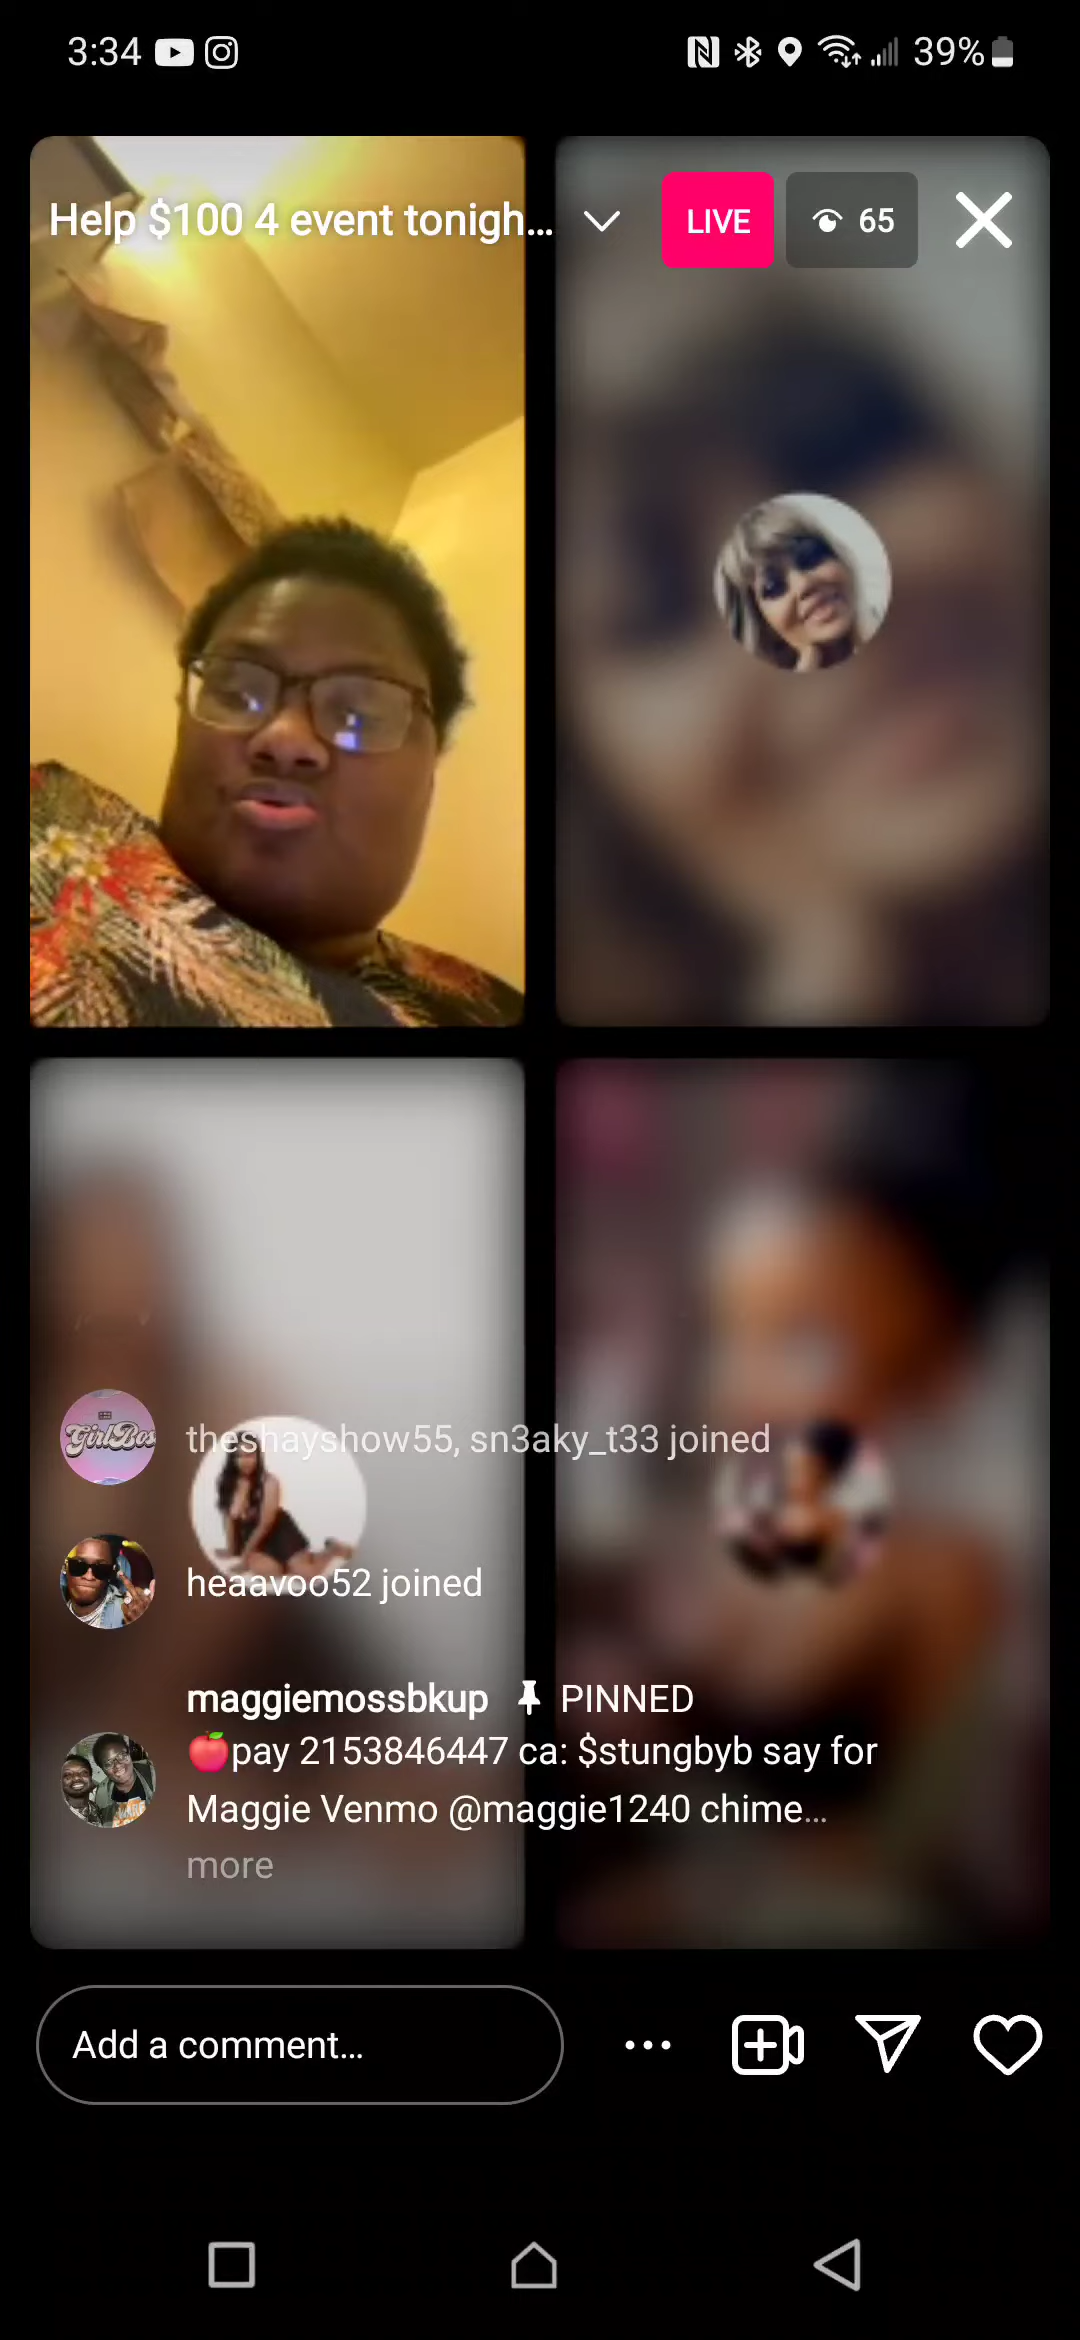 3:34
39%
Help $100 4 event tonigh...
LIVE
65
GirlBos
theshayshow55, sn3aky_t33 joined
heaavoo52 joined
maggiemossbkup PINNED
🍎pay 2153846447 ca: $stungbyb say for
Maggie Venmo @maggie1240 chime...
more
Add a comment...